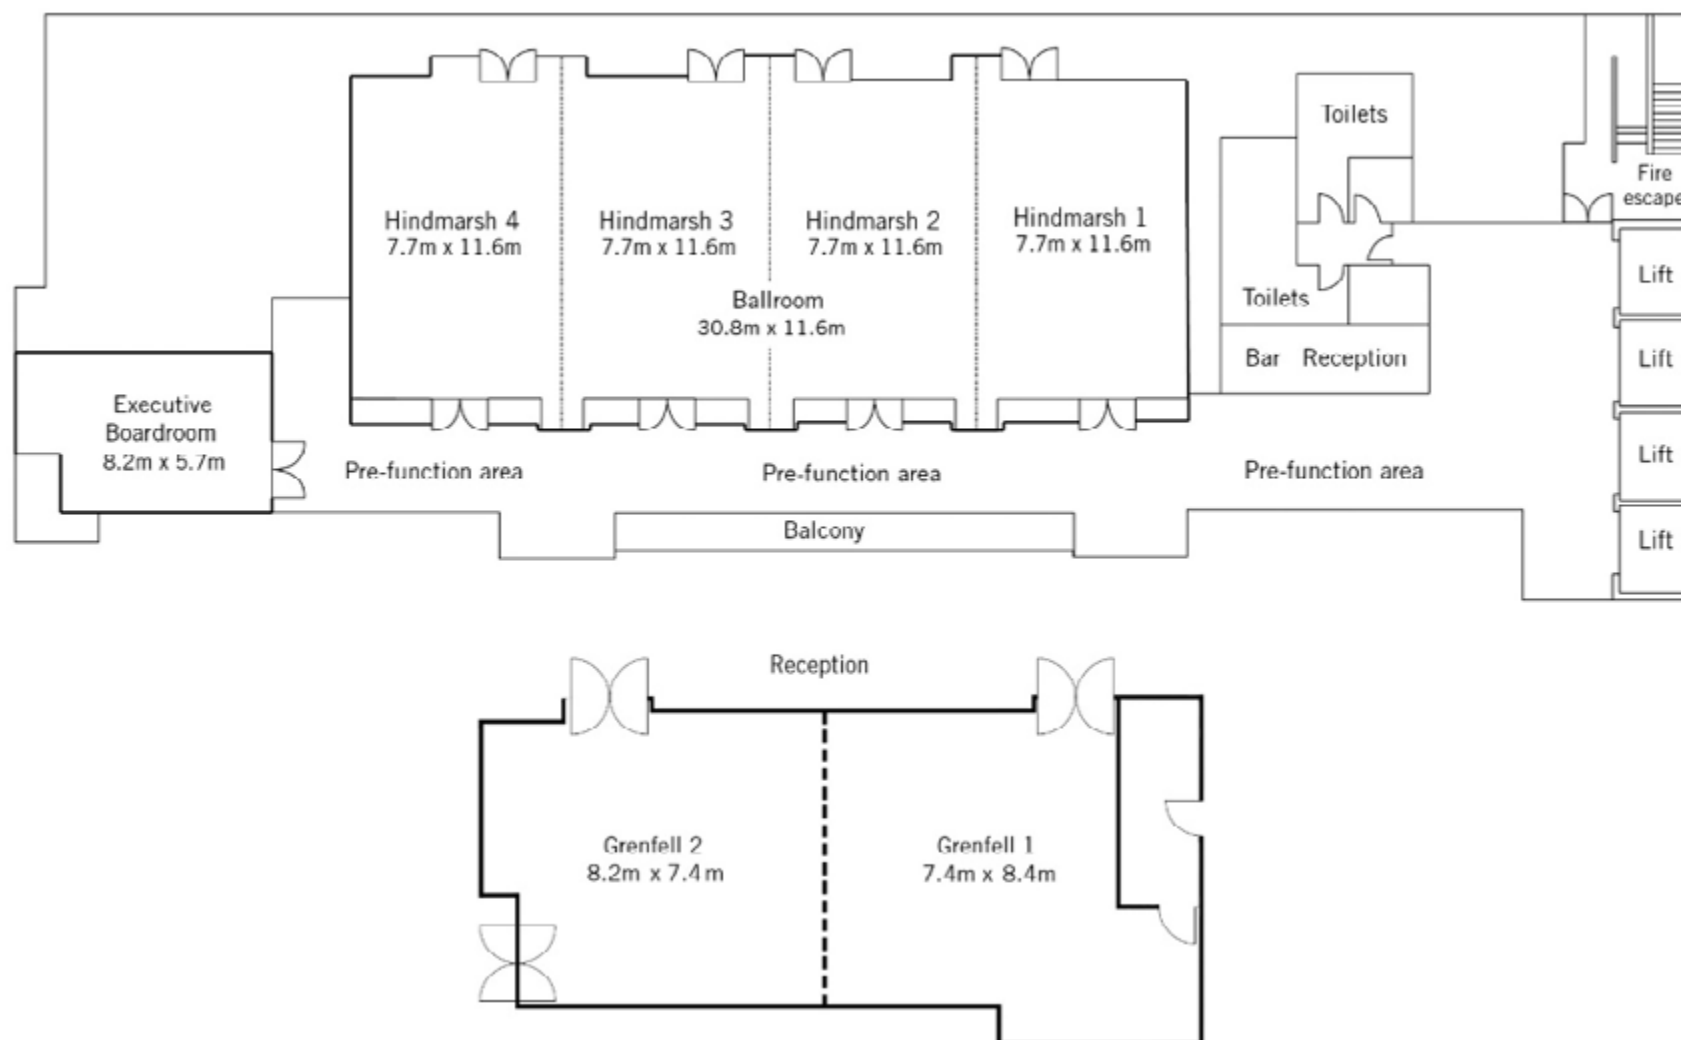 Toilets
Fire
escape
Hindmarsh 4
7.7m x 11.6m
Hindmarsh 3
7.7m x 11.6m
Hindmarsh 2
7.7m x 11.6m
Hindmarsh 1
7.7m x 11.6m
Ballroom
30.8m x 11.6m
Toilets
Bar Reception
Lift
Lift
Lift
Lift
Executive
Boardroom
8.2m x 5.7m
Pre-function area
Pre-function area
Pre-function area
Balcony
Reception
Grenfell 2
8.2m x 7.4m
Grenfell 1
7.4m x 8.4m